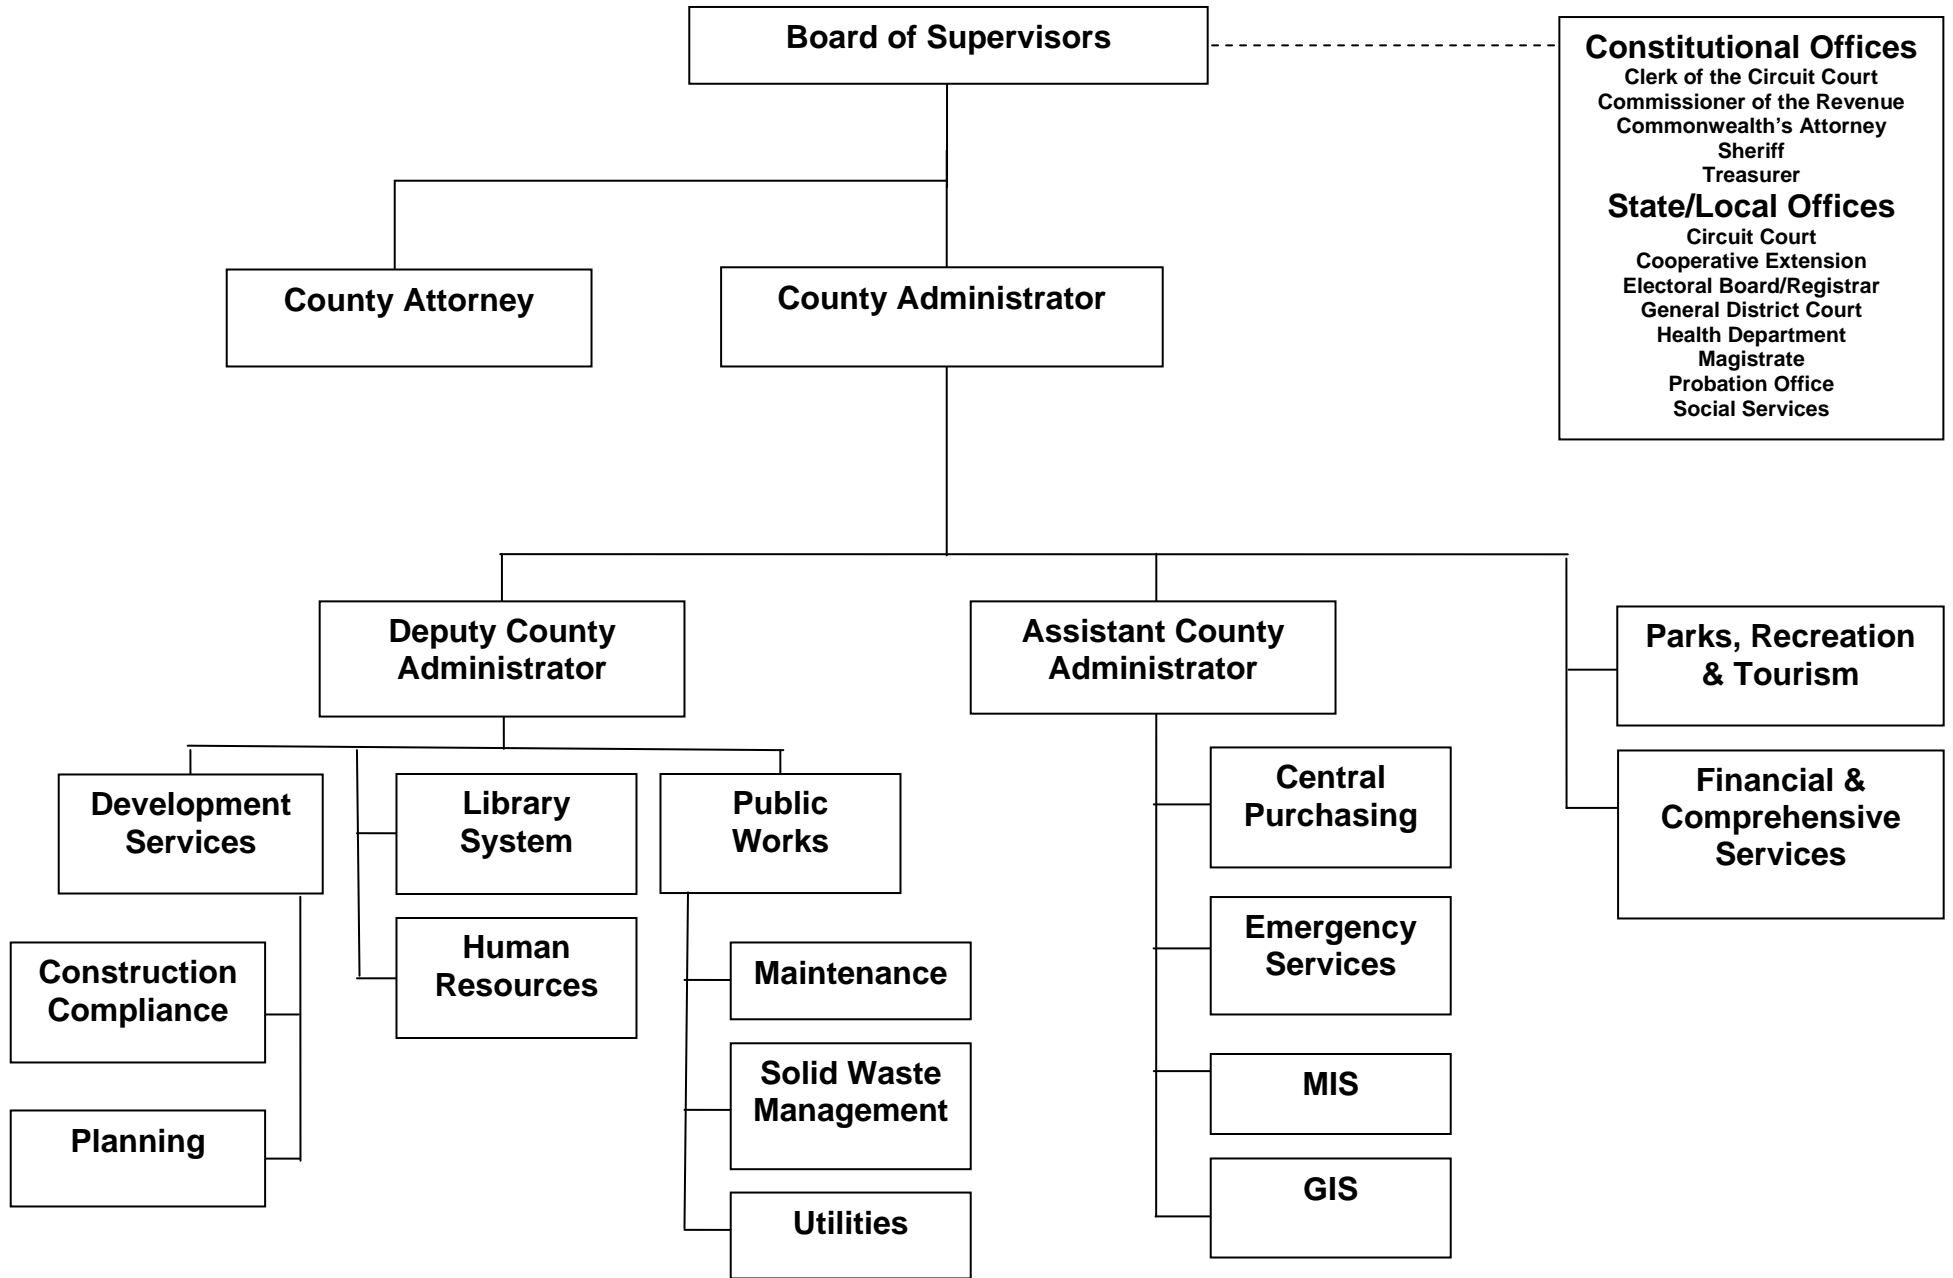 Board of Supervisors
Constitutional Offices
Clerk of the Circuit Court
Commissioner of the Revenue
Commonwealth’s Attorney
Sheriff
Treasurer
State/Local Offices
Circuit Court
Cooperative Extension
Electoral Board/Registrar
General District Court
Health Department
Magistrate
Probation Office
Social Services
County Attorney
County Administrator
Deputy County
Administrator
Assistant County
Administrator
Parks, Recreation
& Tourism
Financial &
Comprehensive
Services
Development
Services
Library
System
Public
Works
Central
Purchasing
Construction
Compliance
Human
Resources
Maintenance
Emergency
Services
Planning
Solid Waste
Management
MIS
Utilities
GIS